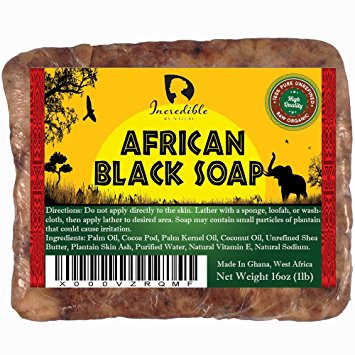 Incredible
BY NATURE
100% PURE UNREFINED
High
Quality
RAW ORGANIC
AFRICAN
BLACK SOAP
Directions: Do not apply directly to the skin. Lather with a sponge, loofah, or wash-
cloth, then apply lather to desired area. Soap may contain small particles of plantain
that could cause irritation.
Ingredients: Palm Oil, Cocoa Pod, Palm Kernel Oil, Coconut Oil, Unrefined Shea
Butter, Plantain Skin Ash, Purified Water, Natural Vitamin E, Natural Sodium.
X000VZRQMF
Made In Ghana, West Africa
Net Weight 16oz (1lb)